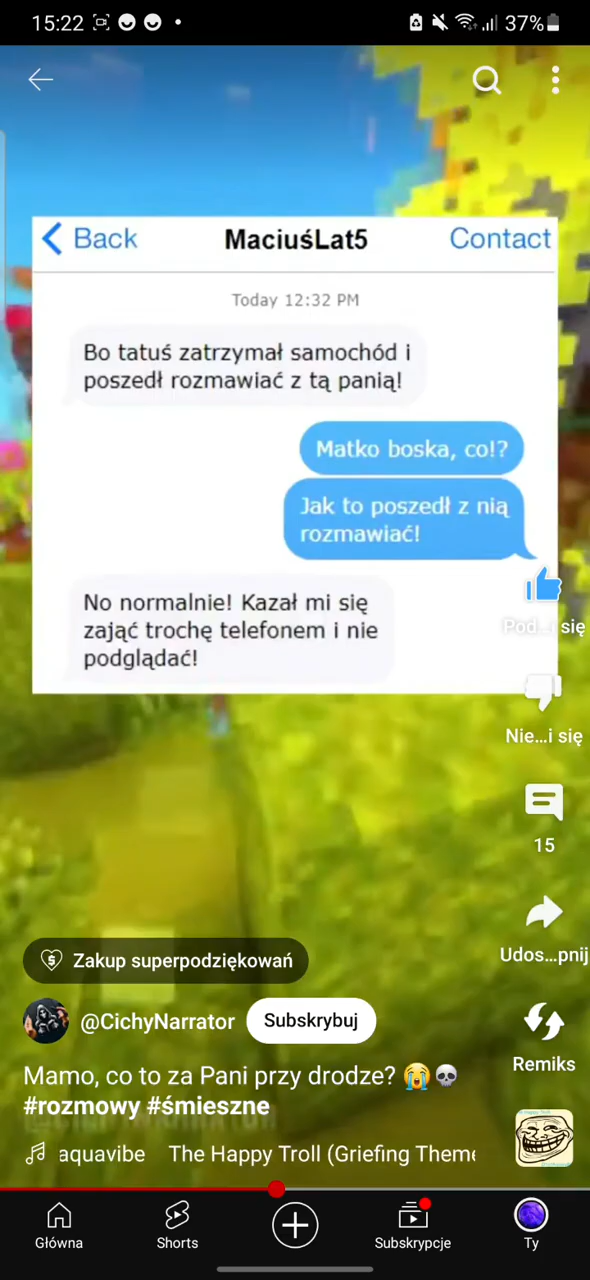 15:22
37%
Back
MaciuśLat5
Contact
Today 12:32 PM
Bo tatuś zatrzymał samochód i
poszedł rozmawiać z tą panią!
Matko boska, co!?
Jak to poszedł z nią
rozmawiać!
No normalnie! Kazał mi się
zająć trochę telefonem i nie
podglądać!
Pod...i się
Nie...i się
15
Udos...pnij
Zakup superpodziękowań
@CichyNarrator
Subskrybuj
Remiks
Mamo, co to za Pani przy drodze? 😭💀
#rozmowy #śmieszne
aquavibe The Happy Troll (Griefing Theme
Główna
Shorts
Subskrypcje
Ty